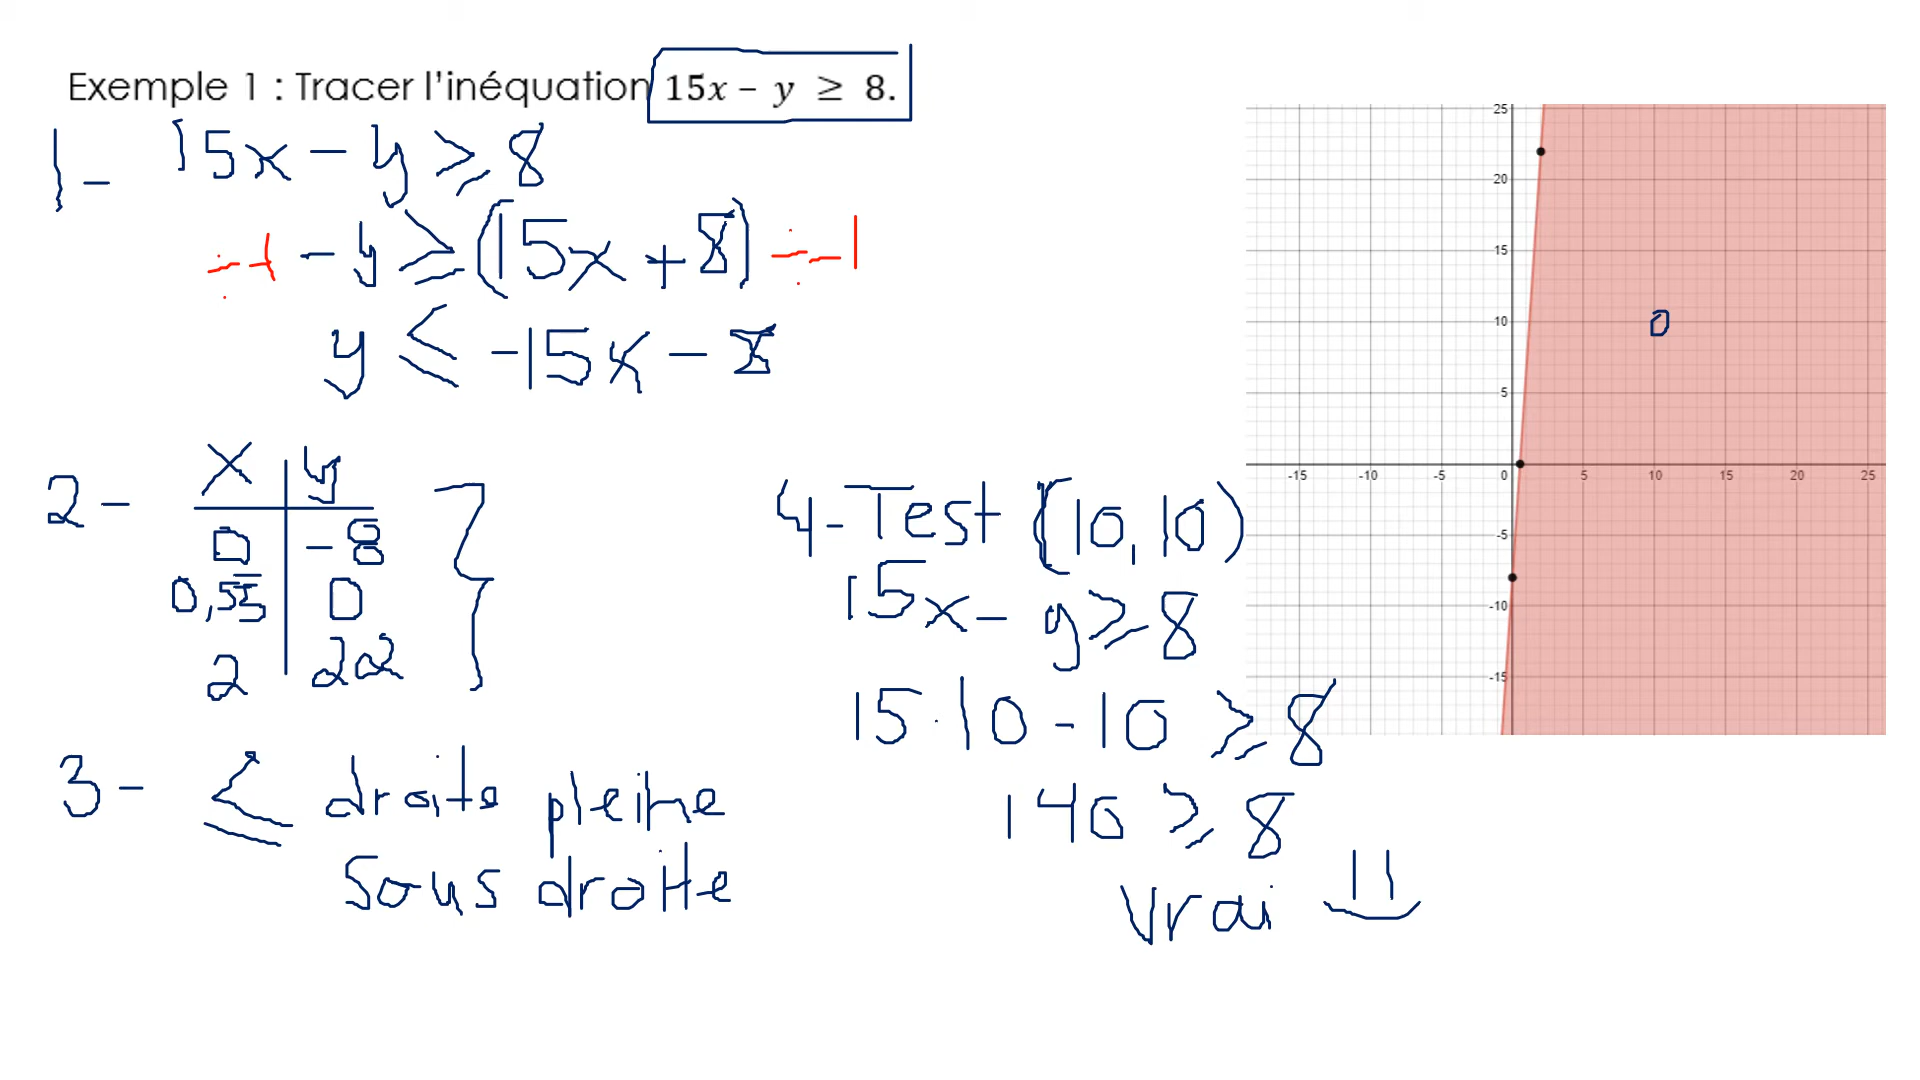 Exemple 1 : Tracer l'inéquation 15x – y ≥ 8.
1- 15x - y ≥ 8
÷-1 -y ≥ (15x + 8) ÷-1
y ≤ -15x - 8
2- x y
0 -8
0,5\overline{3} 0
2 22
3- ≤ droite pleine
sous droite
4- Test (10, 10)
15x - y ≥ 8
15·10 - 10 ≥ 8
140 ≥ 8
Vrai
25
20
15
10
5
-15 -10 -5 0 5 10 15 20 25
-5
-10
-15